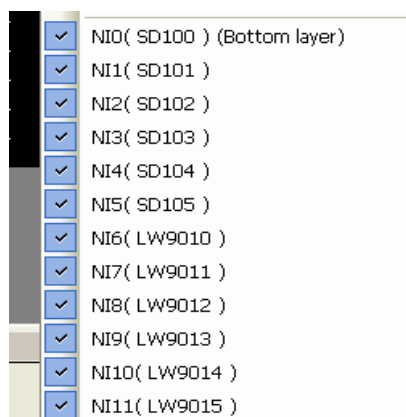 NI0( SD100 ) (Bottom layer)
NI1( SD101 )
NI2( SD102 )
NI3( SD103 )
NI4( SD104 )
NI5( SD105 )
NI6( LW9010 )
NI7( LW9011 )
NI8( LW9012 )
NI9( LW9013 )
NI10( LW9014 )
NI11( LW9015 )